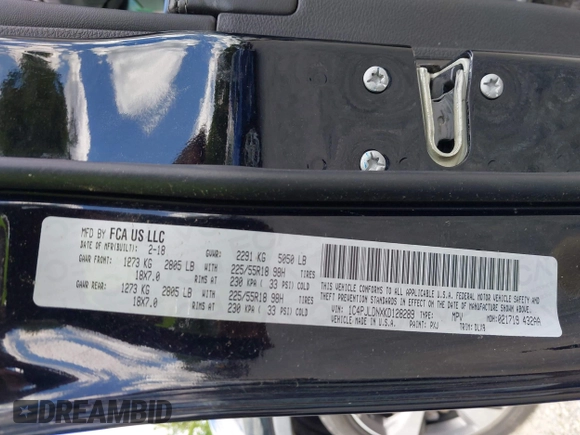 MFD BY FCA US LLC
DATE OF MFR(BUILT): 2-18 GVWR: 2291 KG 5050 LB
GAWR FRONT: 1273 KG 2805 LB WITH 225/55R18 98H TIRES
18X7.0 RIMS AT 230 KPA ( 33 PSI) COLD
GAWR REAR: 1273 KG 2805 LB WITH 225/55R18 98H TIRES
18X7.0 RIMS AT 230 KPA ( 33 PSI) COLD
THIS VEHICLE CONFORMS TO ALL APPLICABLE U.S. FEDERAL MOTOR VEHICLE SAFETY AND
THEFT PREVENTION STANDARDS IN EFFECT ON THE DATE OF MANUFACTURE SHOWN ABOVE.
VIN: 1C4PJLDNXKD128289 TYPE: MPV MDH: 021719 432AA
MADE IN U.S.A. PAINT: PXJ TRIM: DLX9
DREAMBID